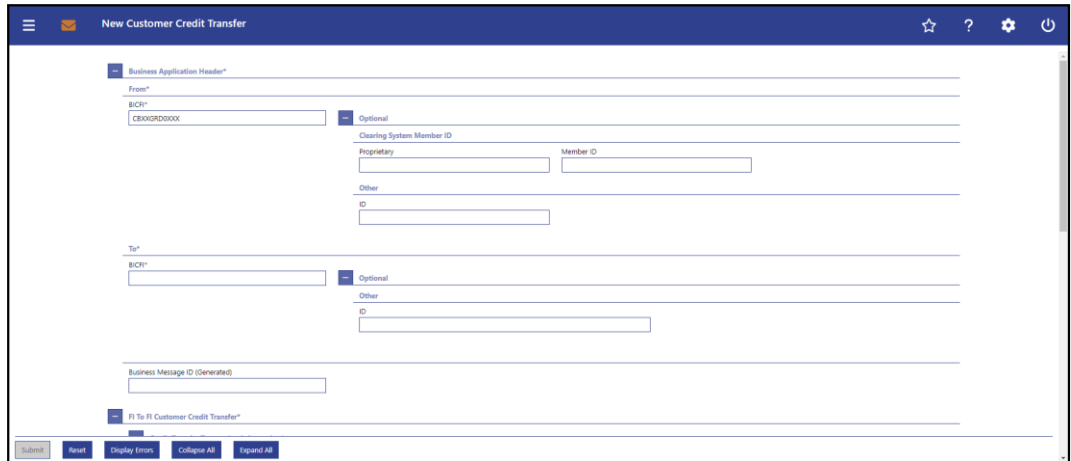 New Customer Credit Transfer
?
Business Application Header*
From*
BICFI*
CBXXGRD0XXX
Optional
Clearing System Member ID
Proprietary Member ID
Other
ID
To*
BICFI*
Optional
Other
ID
Business Message ID (Generated)
FI To FI Customer Credit Transfer*
Submit Reset Display Errors Collapse All Expand All